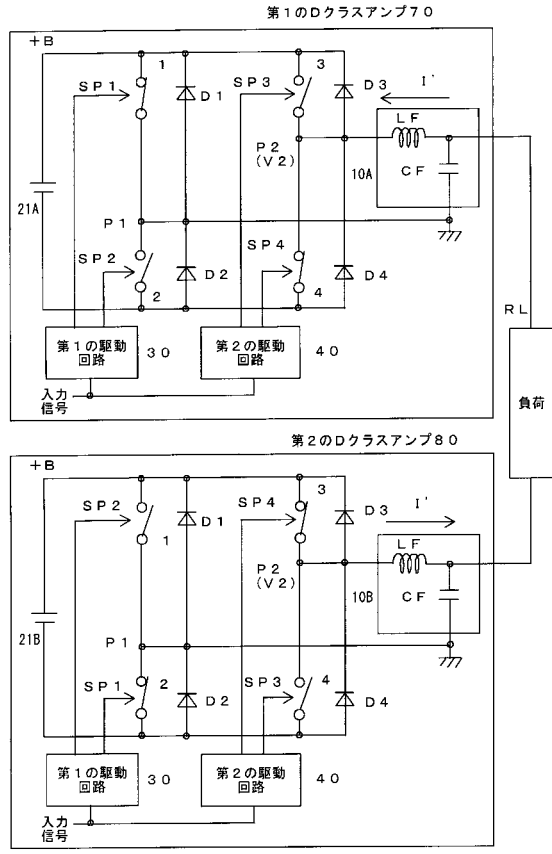 第1のDクラスアンプ70
+B
1
3
SP1
D1
SP3
D3
I'
LF
P2
(V2)
10A
CF
21A
P1
SP2
SP4
D2
D4
2
4
RL
第1の駆動
回路
30
第2の駆動
回路
40
入力
信号
負荷
第2のDクラスアンプ80
+B
3
SP2
D1
SP4
D3
I'
1
LF
P2
(V2)
10B
CF
21B
P1
SP1
2
SP3
4
D2
D4
第1の駆動
回路
30
第2の駆動
回路
40
入力
信号